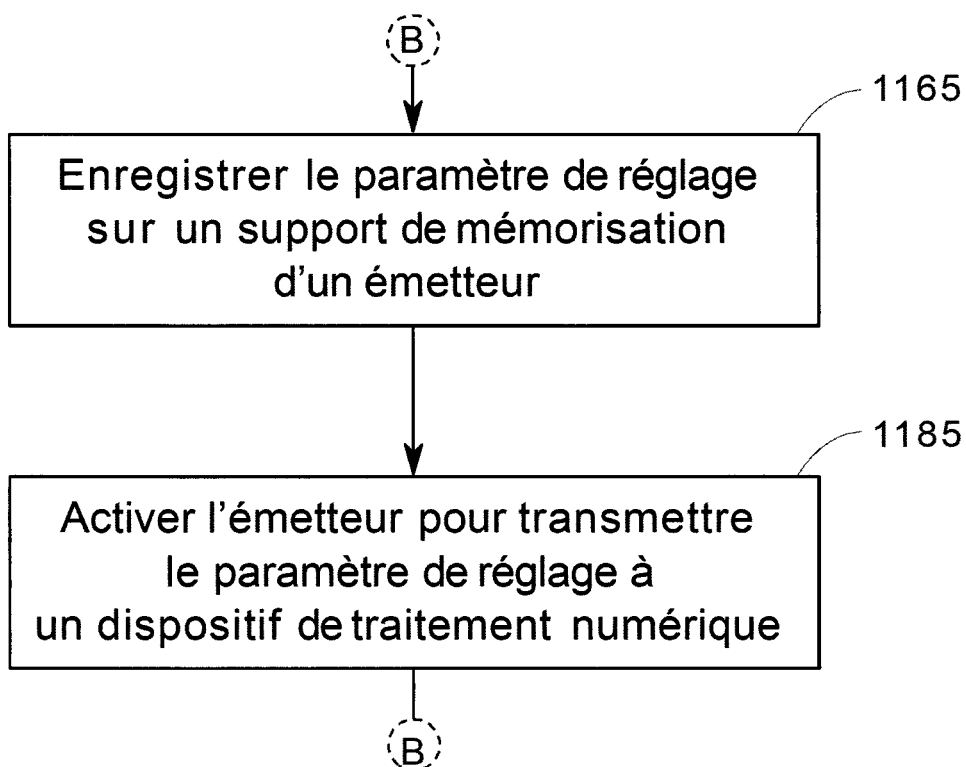 B
1165
Enregistrer le paramètre de réglage
sur un support de mémorisation
d'un émetteur
1185
Activer l'émetteur pour transmettre
le paramètre de réglage à
un dispositif de traitement numérique
B